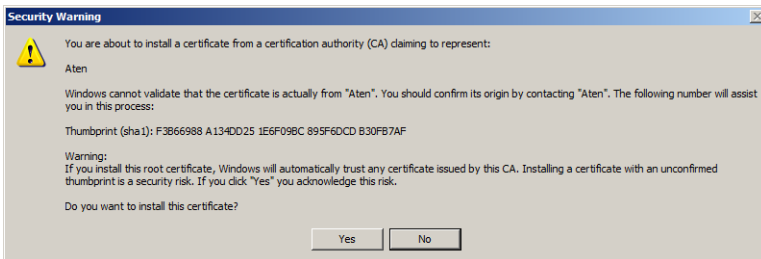 Security Warning
You are about to install a certificate from a certification authority (CA) claiming to represent:
Aten
Windows cannot validate that the certificate is actually from "Aten". You should confirm its origin by contacting "Aten". The following number will assist
you in this process:
Thumbprint (sha1): F3B66988 A134DD25 1E6F09BC 895F6DCD B30FB7AF
Warning:
If you install this root certificate, Windows will automatically trust any certificate issued by this CA. Installing a certificate with an unconfirmed
thumbprint is a security risk. If you click "Yes" you acknowledge this risk.
Do you want to install this certificate?
Yes No